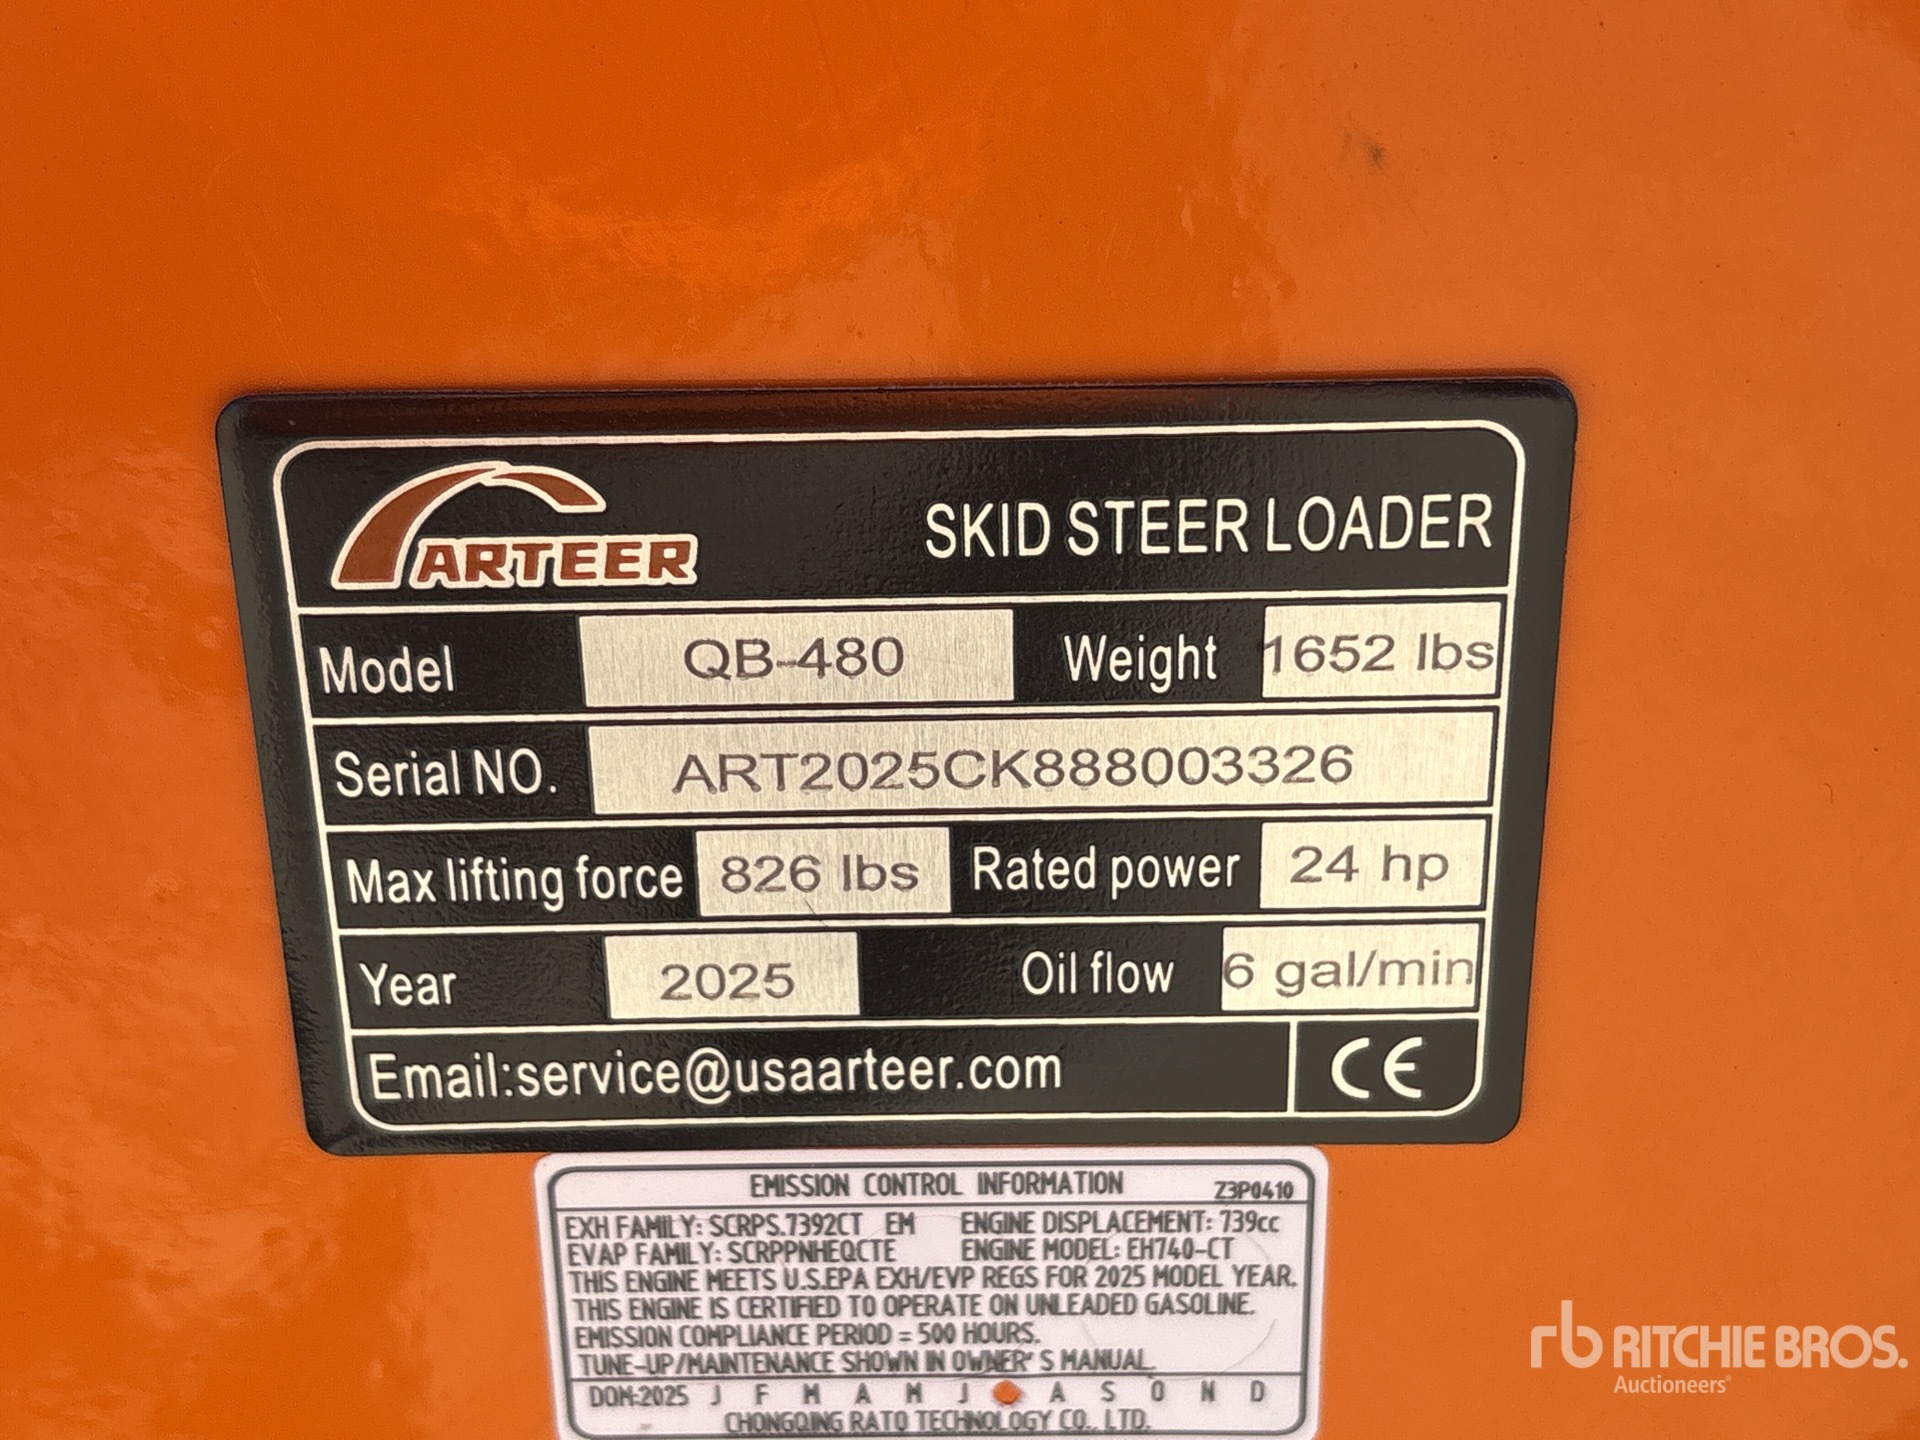 ARTEER
SKID STEER LOADER
Model QB-480 Weight 1652 lbs
Serial NO. ART2025CK888003326
Max lifting force 826 lbs Rated power 24 hp
Year 2025 Oil flow 6 gal/min
Email:service@usaarteer.com CE
EMISSION CONTROL INFORMATION Z3P0410
EXH FAMILY: SCRPS.7392CT EM ENGINE DISPLACEMENT: 739cc
EVAP FAMILY: SCRPPNHEQCTE ENGINE MODEL: EH740-CT
THIS ENGINE MEETS U.S.EPA EXH/EVP REGS FOR 2025 MODEL YEAR.
THIS ENGINE IS CERTIFIED TO OPERATE ON UNLEADED GASOLINE.
EMISSION COMPLIANCE PERIOD = 500 HOURS.
TUNE-UP/MAINTENANCE SHOWN IN OWNER'S MANUAL.
DOM:2025 J F M A M J A S O N D
CHONGQING RATO TECHNOLOGY CO., LTD.
rb RITCHIE BROS.
Auctioneers